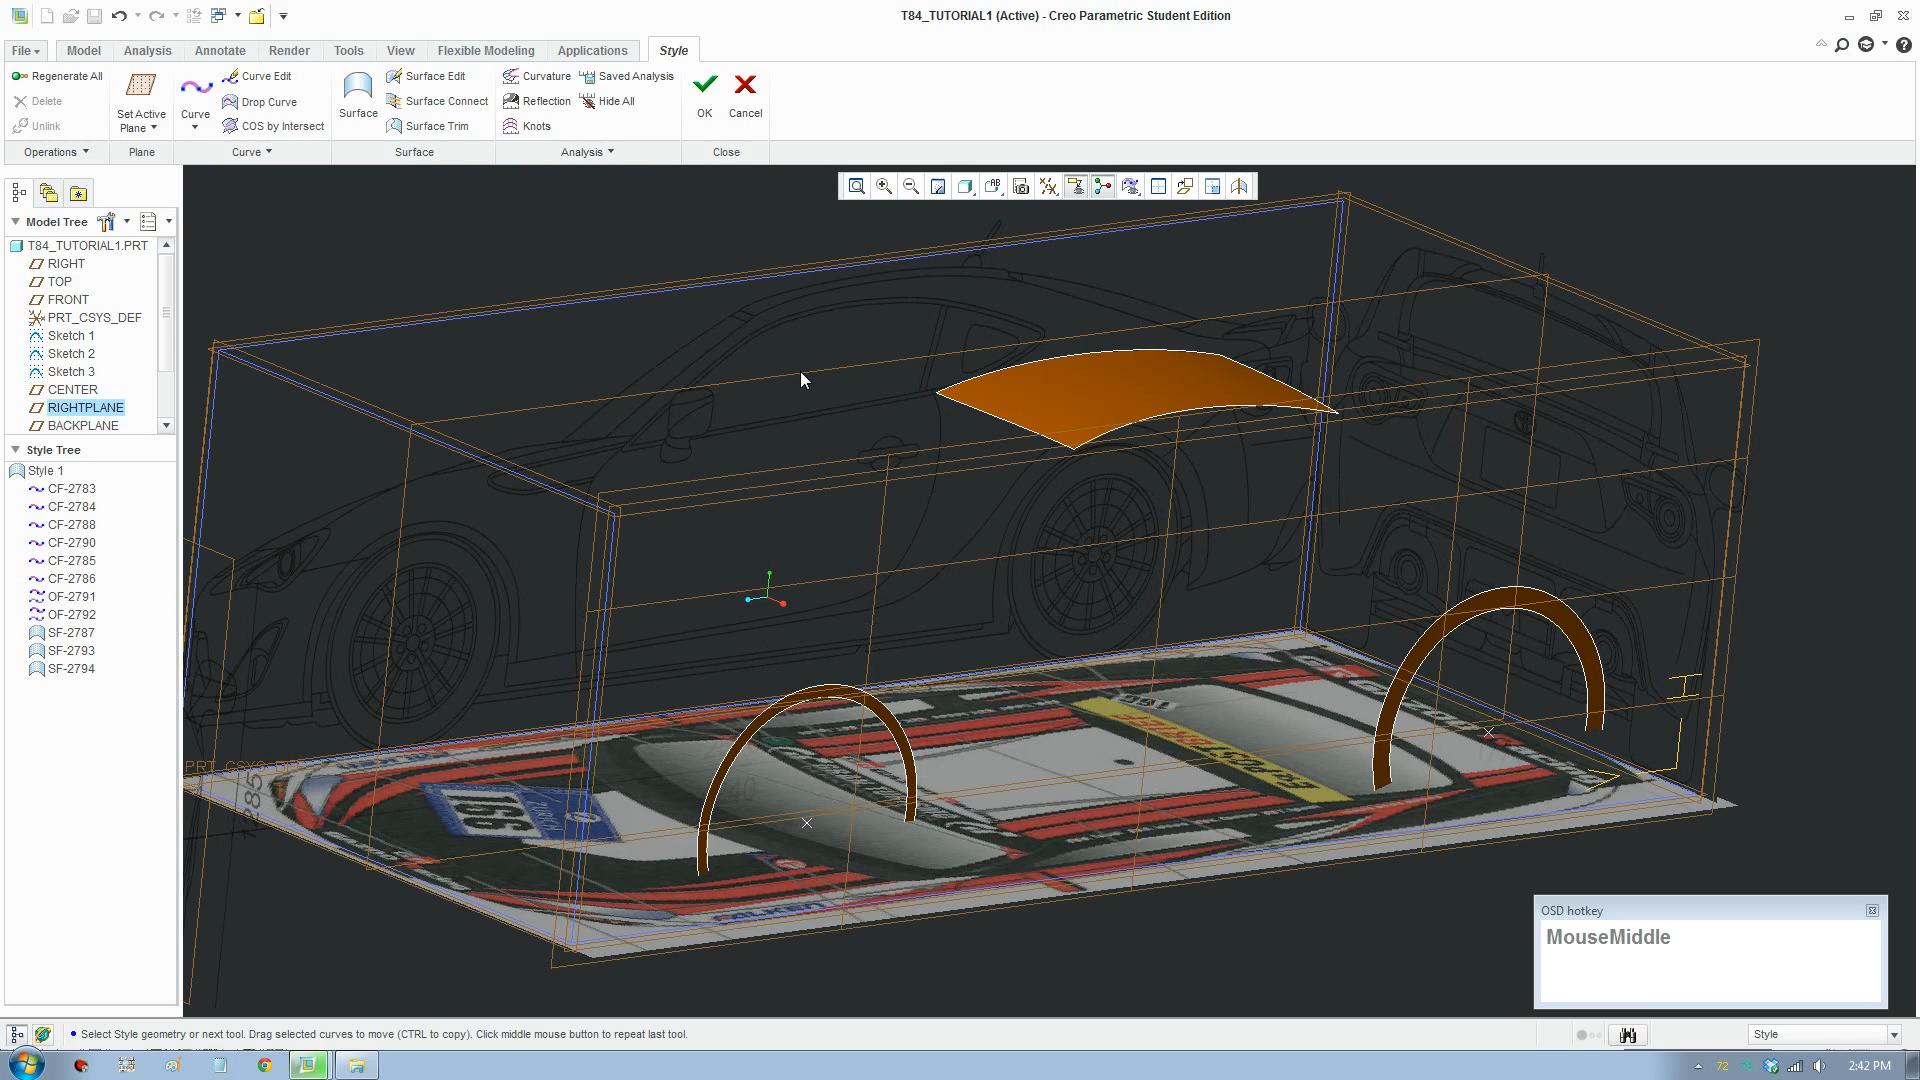 T84_TUTORIAL1 (Active) - Creo Parametric Student Edition
File Model Analysis Annotate Render Tools View Flexible Modeling Applications Style
Regenerate All
Delete
Unlink
Set Active
Plane
Curve
Curve Edit
Drop Curve
COS by Intersect
Surface
Surface Edit
Surface Connect
Surface Trim
Curvature
Reflection
Knots
Saved Analysis
Hide All
OK
Cancel
Operations Plane Curve Surface Analysis Close
Model Tree
T84_TUTORIAL1.PRT
RIGHT
TOP
FRONT
PRT_CSYS_DEF
Sketch 1
Sketch 2
Sketch 3
CENTER
RIGHTPLANE
BACKPLANE
Style Tree
Style 1
CF-2783
CF-2784
CF-2788
CF-2790
CF-2785
CF-2786
OF-2791
OF-2792
SF-2787
SF-2793
SF-2794
OSD hotkey
MouseMiddle
Select Style geometry or next tool. Drag selected curves to move (CTRL to copy). Click middle mouse button to repeat last tool.
Style
72
2:42 PM